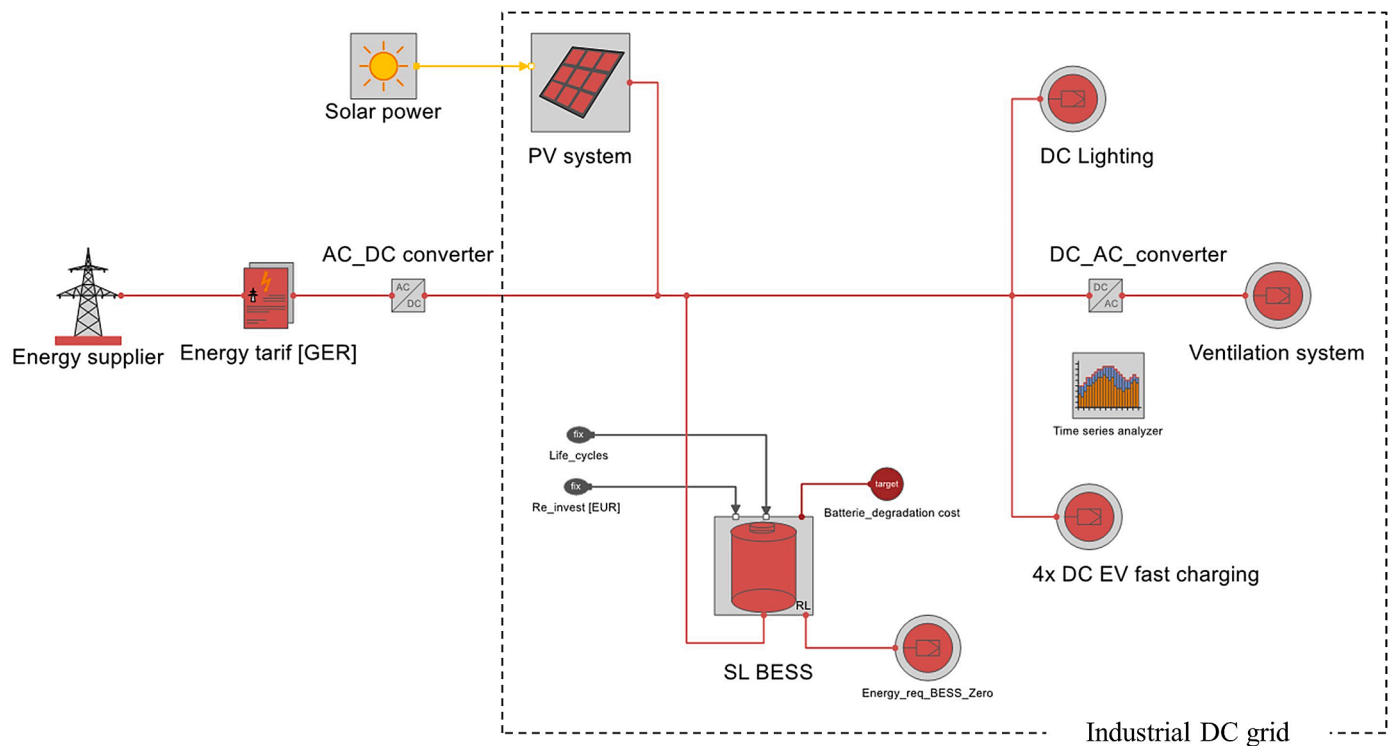 Solar power
PV system
DC Lighting
AC_DC converter
AC
DC
DC_AC_converter
DC
AC
Energy supplier
Energy tarif [GER]
Ventilation system
Time series analyzer
fix
Life_cycles
fix
Re_invest [EUR]
target
Batterie_degradation cost
RL
4x DC EV fast charging
SL BESS
Energy_req_BESS_Zero
Industrial DC grid